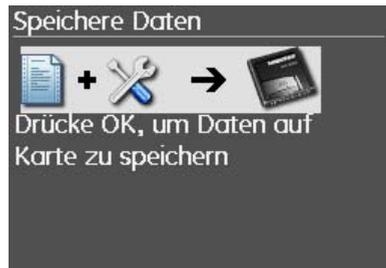 Speichere Daten
+
Drücke OK, um Daten auf
Karte zu speichern